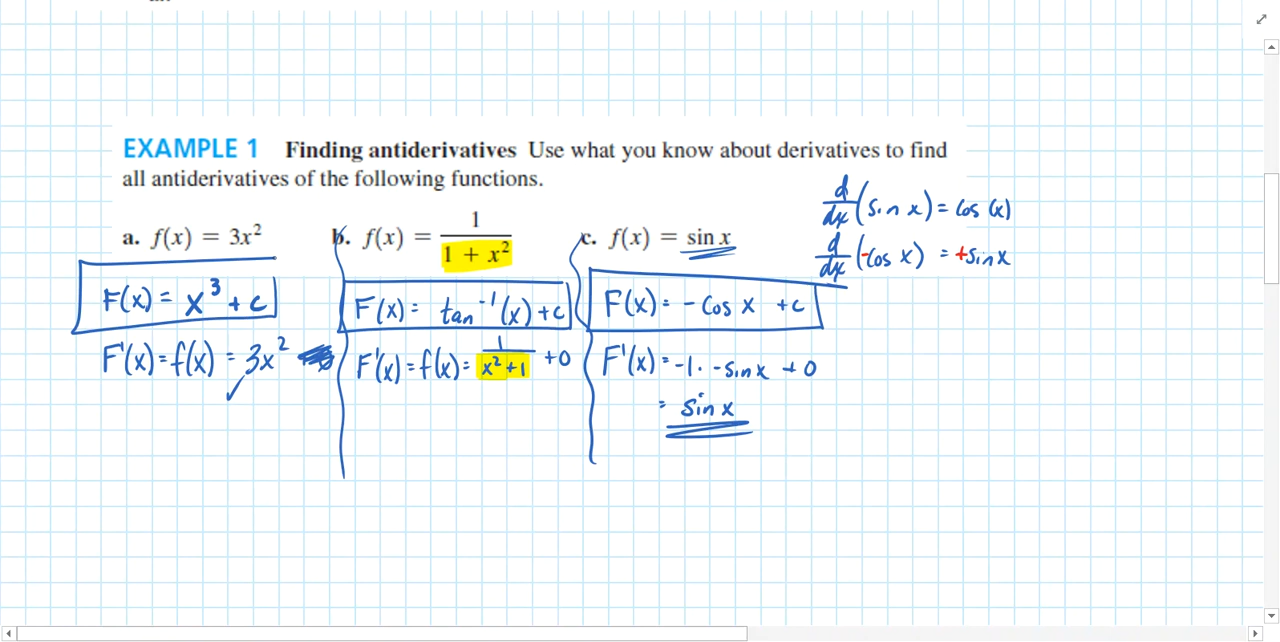 EXAMPLE 1 Finding antiderivatives Use what you know about derivatives to find
all antiderivatives of the following functions.
a. f(x) = 3x²
F(x) = x³ + c
F'(x) = f(x) = 3x² ✓
b. f(x) = 1/(1 + x²)
F(x) = tan⁻¹(x) + c
F'(x) = f(x) = 1/(x² + 1) + 0
c. f(x) = sin x
F(x) = - cos x + c
F'(x) = -1 · -sin x + 0
= sin x
d/dx (sin x) = cos (x)
d/dx (-cos x) = + sin x